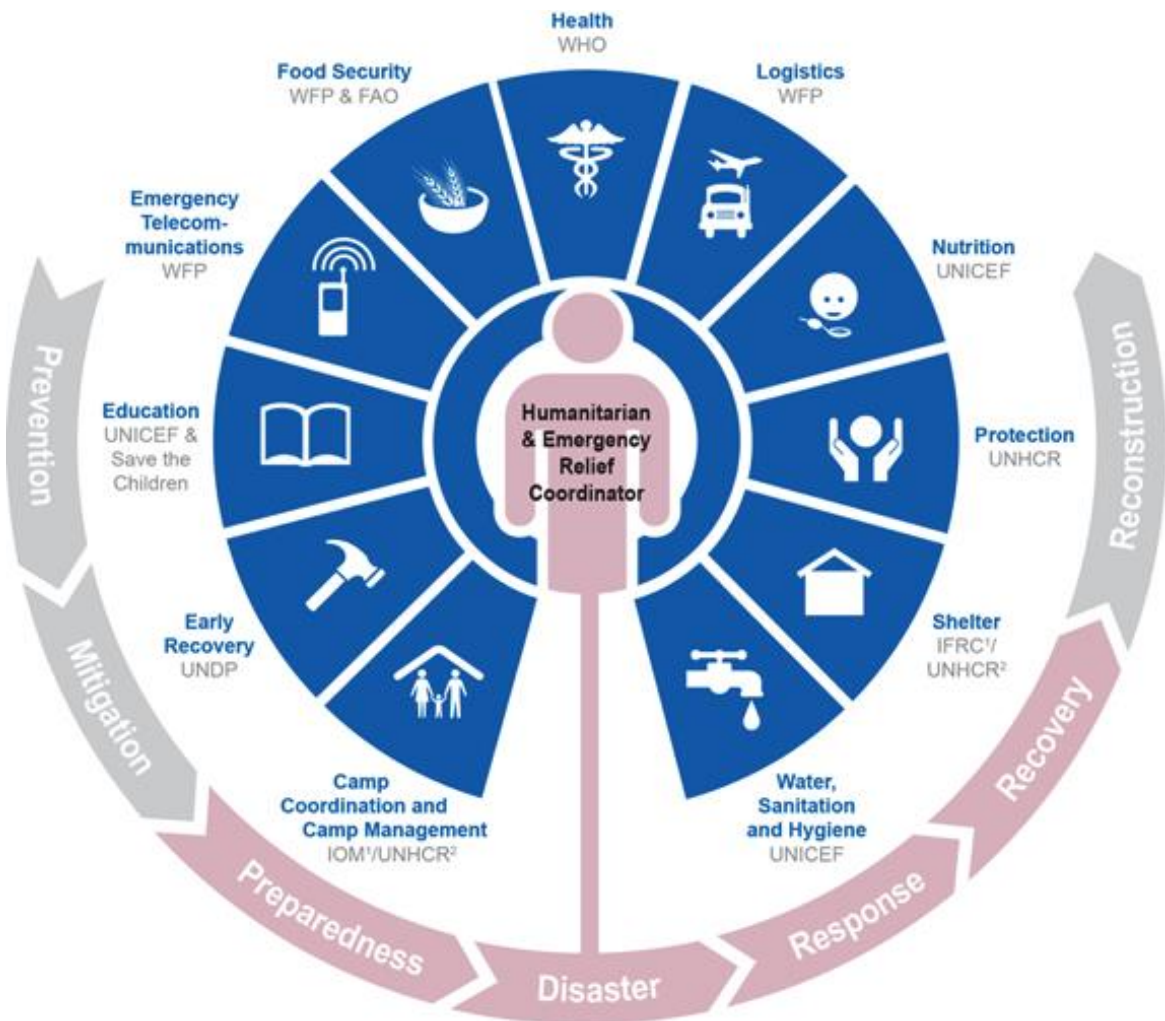 Health
WHO
Logistics
WFP
Food Security
WFP & FAO
Emergency
Telecom-
munications
WFP
Nutrition
UNICEF
Education
UNICEF &
Save the
Children
Humanitarian
& Emergency
Relief
Coordinator
Protection
UNHCR
Early
Recovery
UNDP
Shelter
IFRC¹/
UNHCR²
Camp
Coordination and
Camp Management
IOM¹/UNHCR²
Water,
Sanitation
and Hygiene
UNICEF
Prevention
Mitigation
Preparedness
Disaster
Response
Recovery
Reconstruction